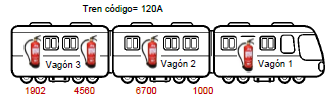 Tren código= 120A
Vagón 3 Vagón 2 Vagón 1
1902 4560 6700 1000